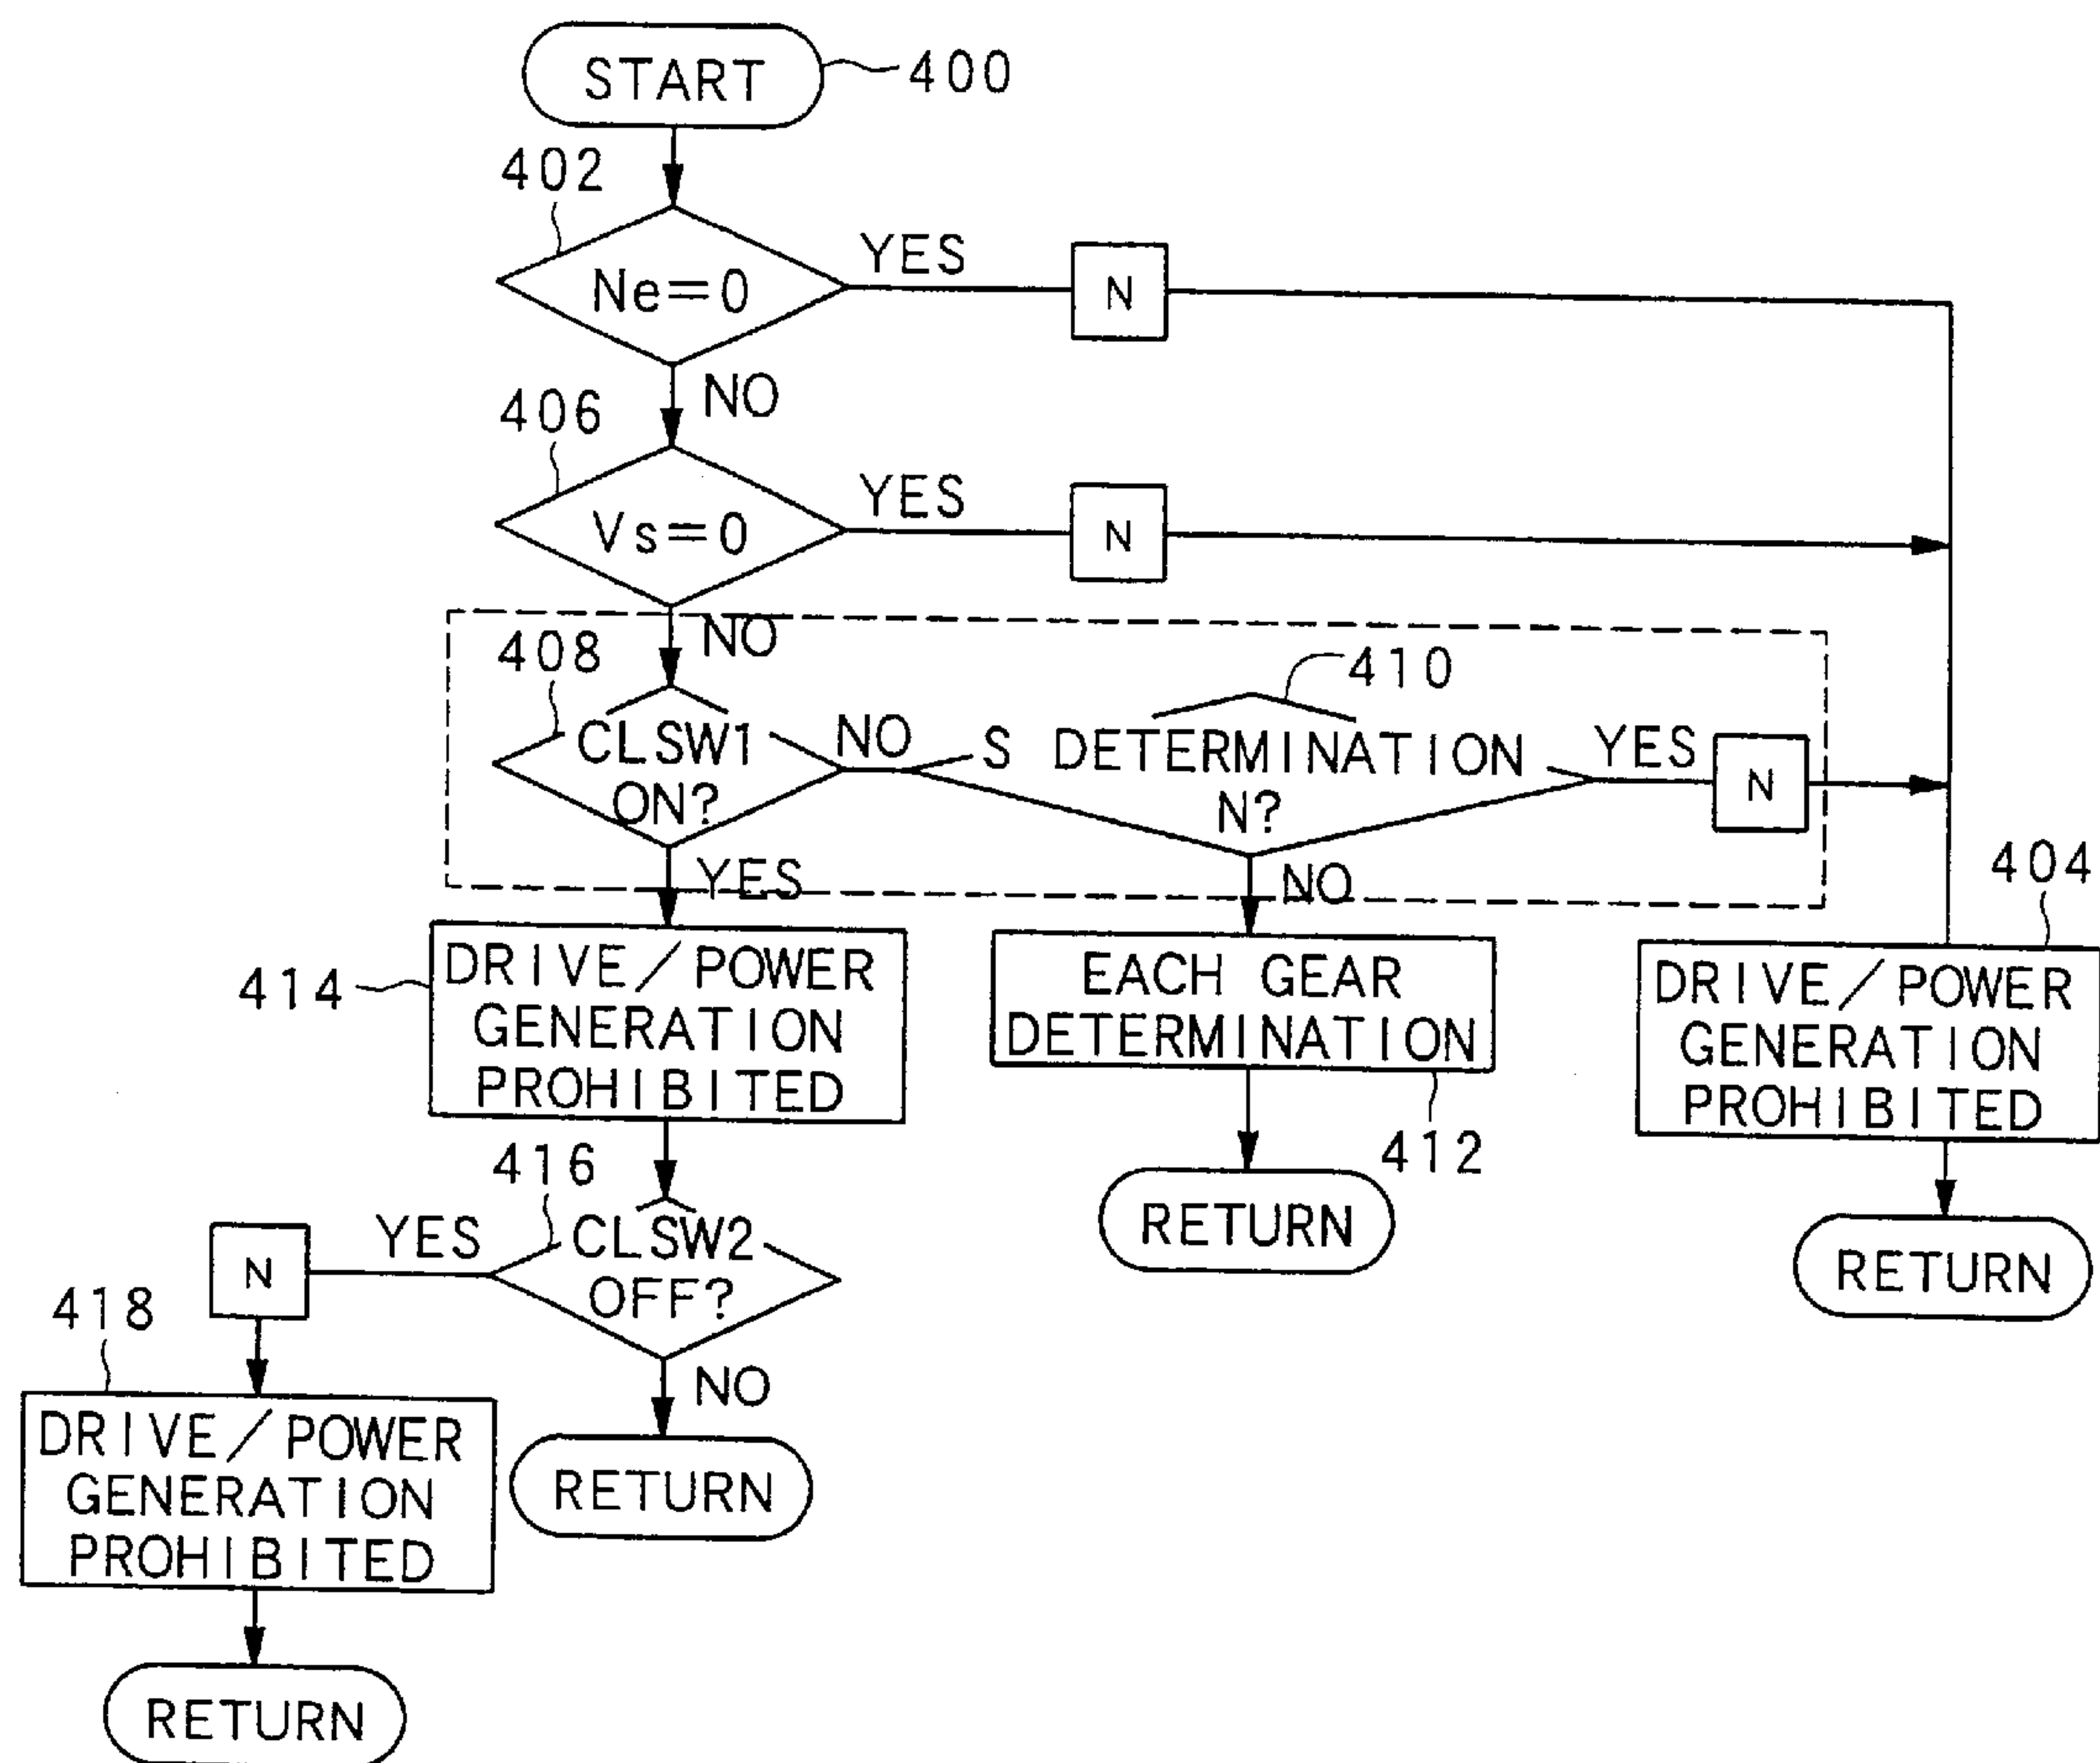 START
400
402
Ne=0
YES
N
NO
406
Vs=0
YES
N
NO
408
CLSW1
ON?
NO
410
S DETERMINATION
N?
YES
N
YES
NO
404
414
DRIVE/POWER
GENERATION
PROHIBITED
EACH GEAR
DETERMINATION
412
DRIVE/POWER
GENERATION
PROHIBITED
416
CLSW2
OFF?
YES
N
NO
RETURN
RETURN
418
DRIVE/POWER
GENERATION
PROHIBITED
RETURN
RETURN